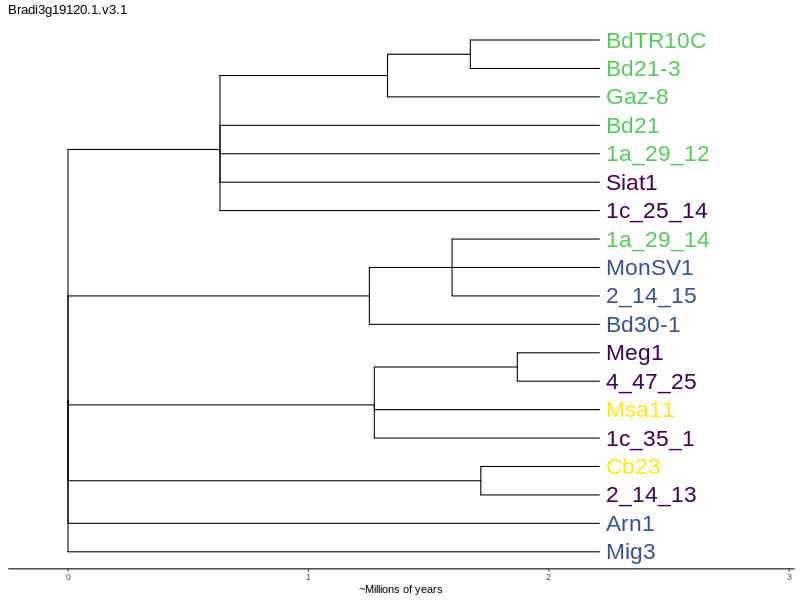 Bradi3g19120.1.v3.1
BdTR10C
Bd21-3
Gaz-8
Bd21
1a_29_12
Siat1
1c_25_14
1a_29_14
MonSV1
2_14_15
Bd30-1
Meg1
4_47_25
Msa11
1c_35_1
Cb23
2_14_13
Arn1
Mig3
0 1 2 3
~Millions of years